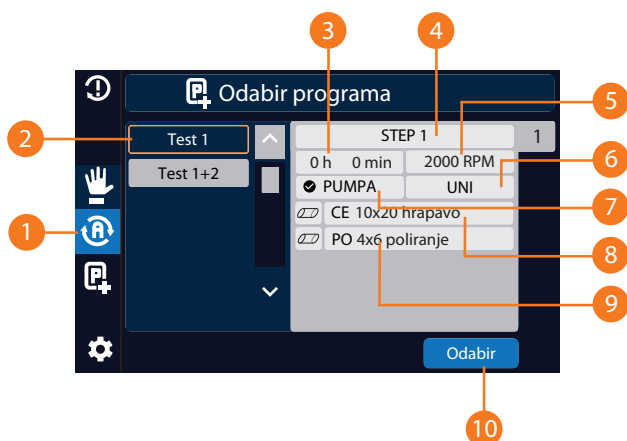 3
4
Odabir programa
5
2
Test 1
STEP 1
1
0 h 0 min
2000 RPM
6
Test 1+2
PUMPA
UNI
7
1
A
CE 10x20 hrapavo
8
P
PO 4x6 poliranje
9
Odabir
10